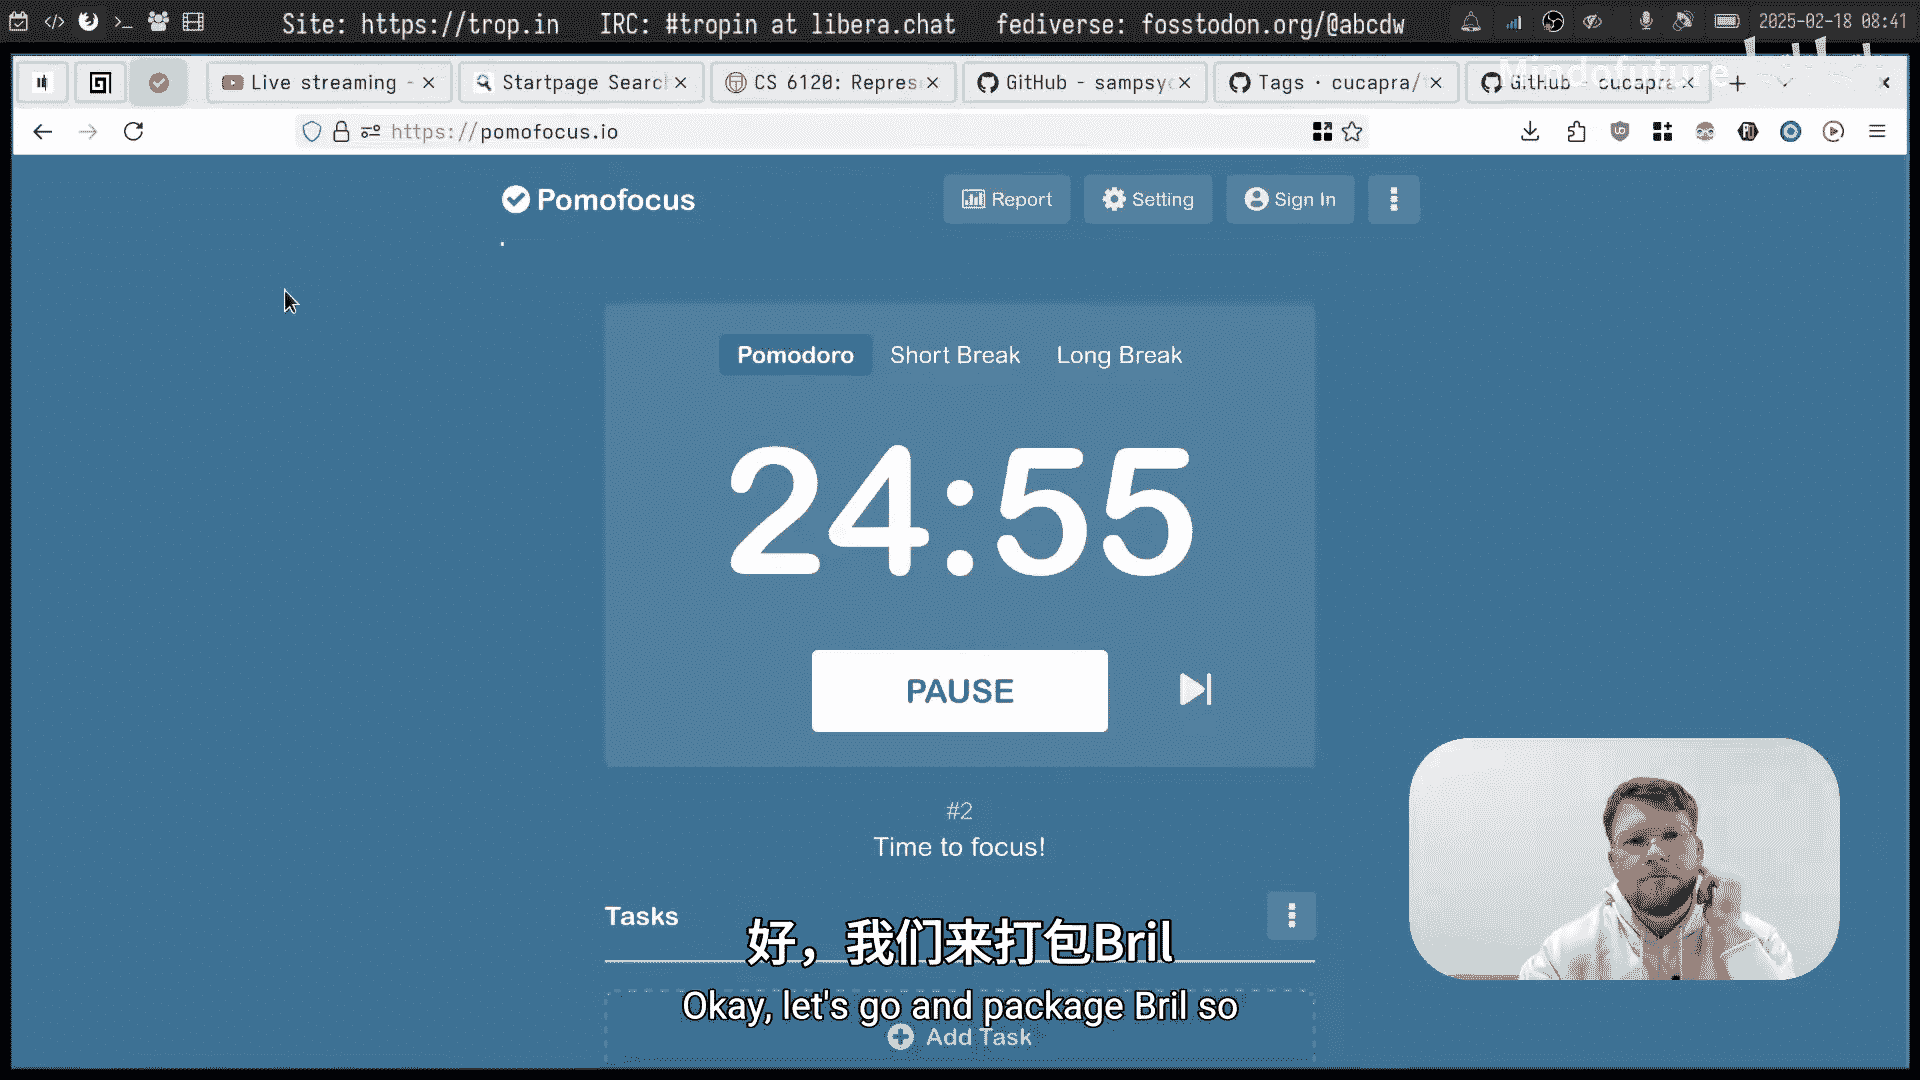 Site: https://trop.in IRC: #tropin at libera.chat fediverse: fosstodon.org/@abcdw
2025-02-18 08:41
Mindofuture
Live streaming -
Startpage Searc
CS 6120: Repres
GitHub - sampsyc
Tags · cucapra/
GitHub - cucapra
https://pomofocus.io
Pomofocus
Report
Setting
Sign In
Pomodoro
Short Break
Long Break
24:55
PAUSE
#2
Time to focus!
Tasks
好，我们来打包Bril
Okay, let's go and package Bril so
Add Task